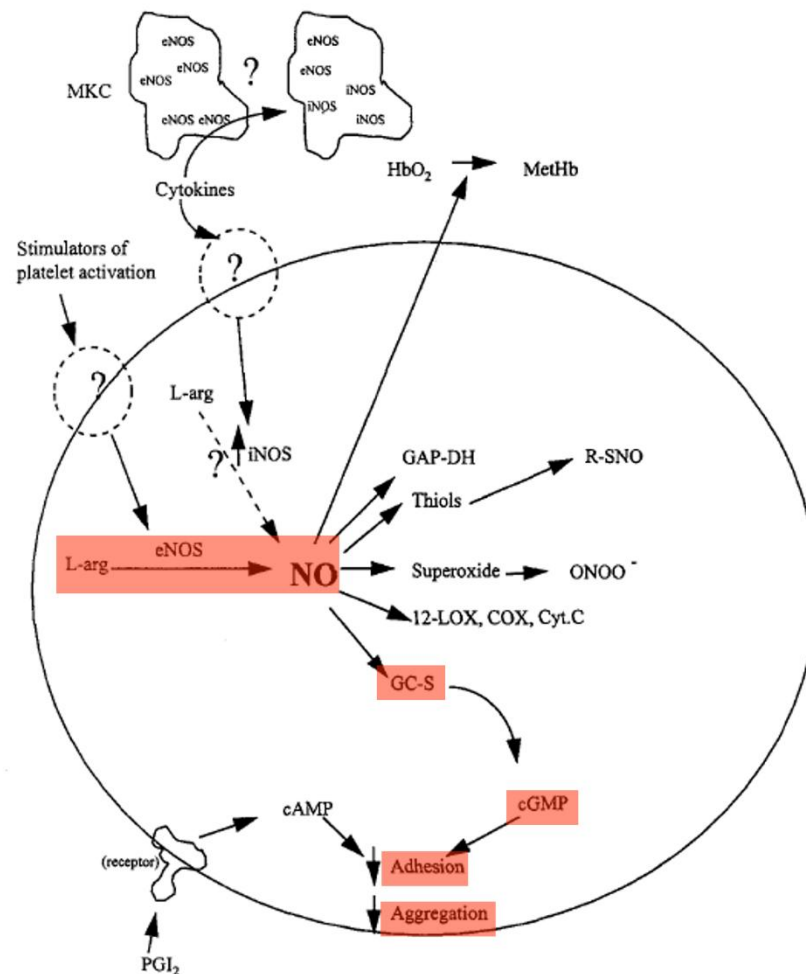 eNOS
eNOS
eNOS
eNOS eNOS
MKC
?
eNOS
eNOS
iNOS
iNOS
iNOS
HbO₂
MetHb
Cytokines
Stimulators of
platelet activation
?
?
L-arg
?
iNOS
GAP-DH
R-SNO
Thiols
L-arg
eNOS
NO
Superoxide
ONOO⁻
12-LOX, COX, Cyt.C
GC-S
cGMP
cAMP
(receptor)
Adhesion
Aggregation
PGI₂